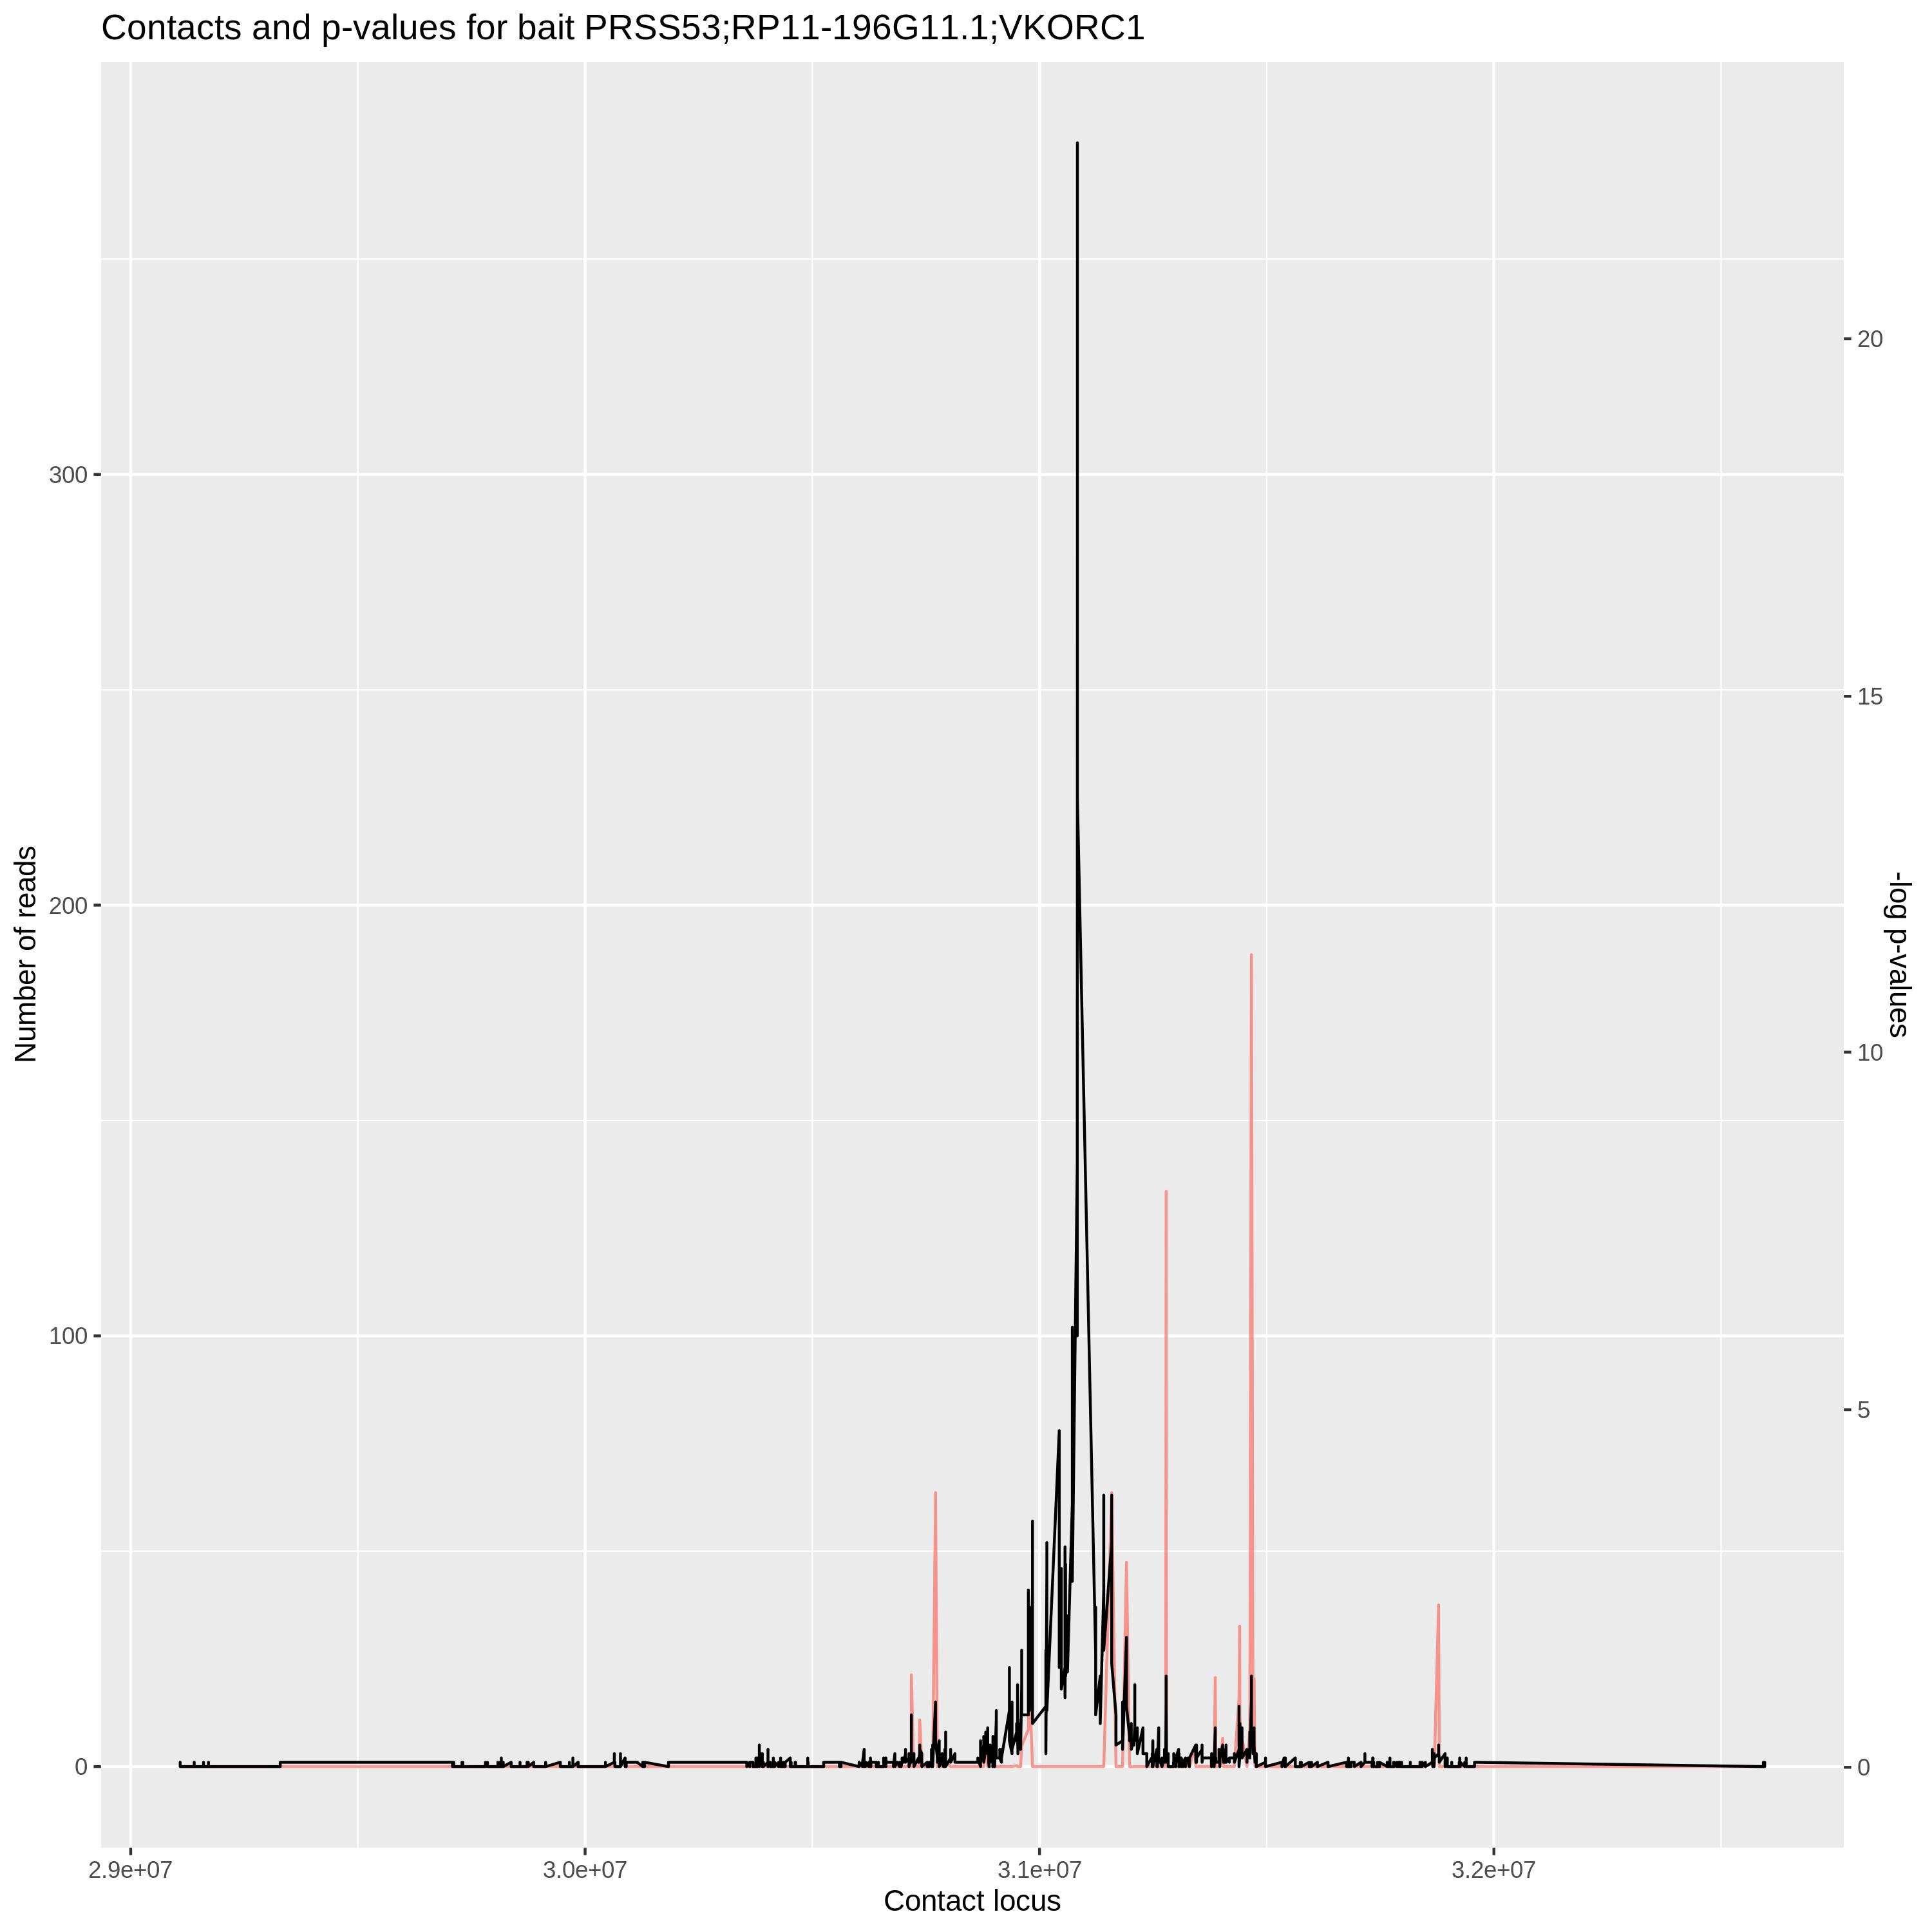 Contacts and p-values for bait PRSS53;RP11-196G11.1;VKORC1
Number of reads
300
200
100
0
20
15
10
5
0
-log p-values
2.9e+07
3.0e+07
3.1e+07
3.2e+07
Contact locus